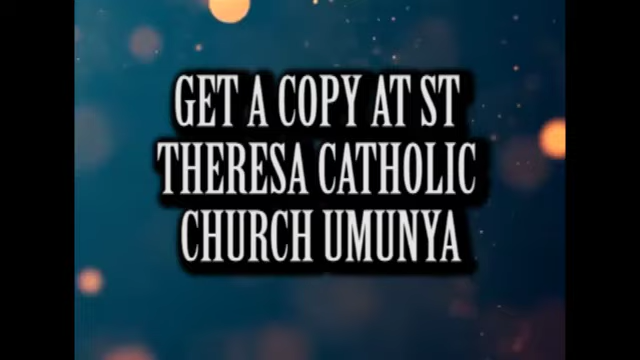 GET A COPY AT ST
THERESA CATHOLIC
CHURCH UMUNYA